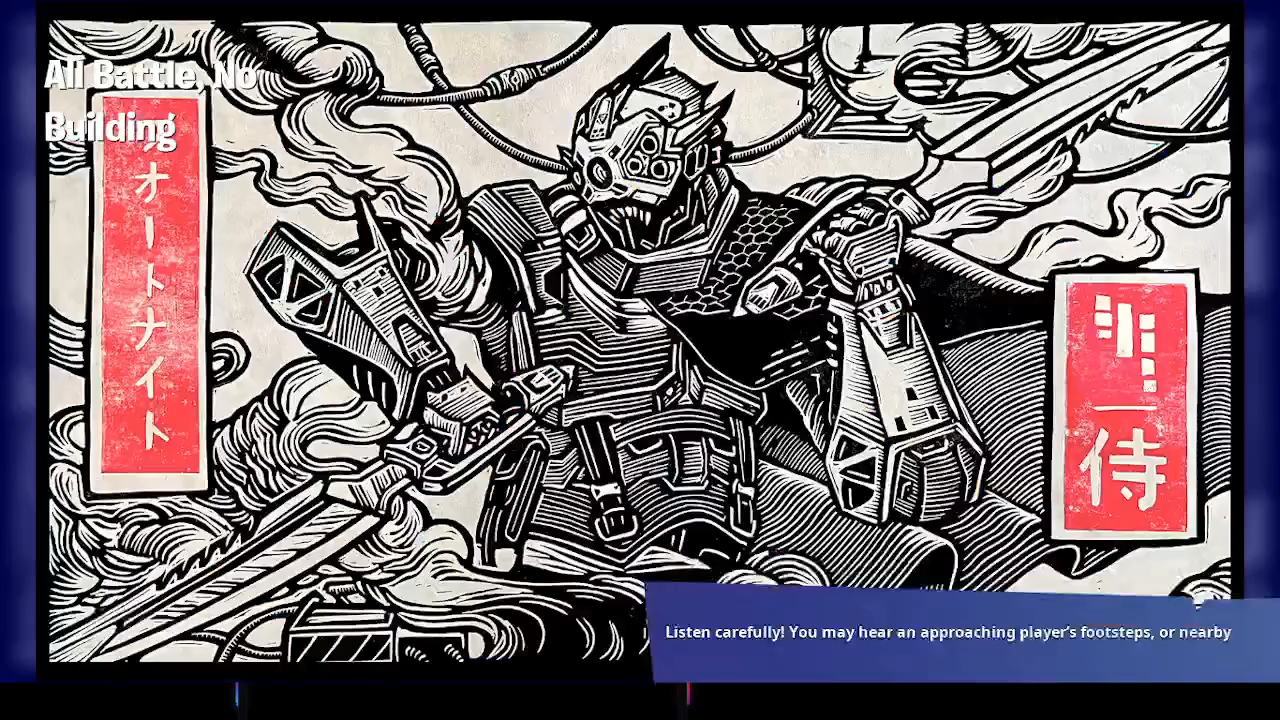 All Battle, No
Building
オートナイト
侍
Listen carefully! You may hear an approaching player's footsteps, or nearby